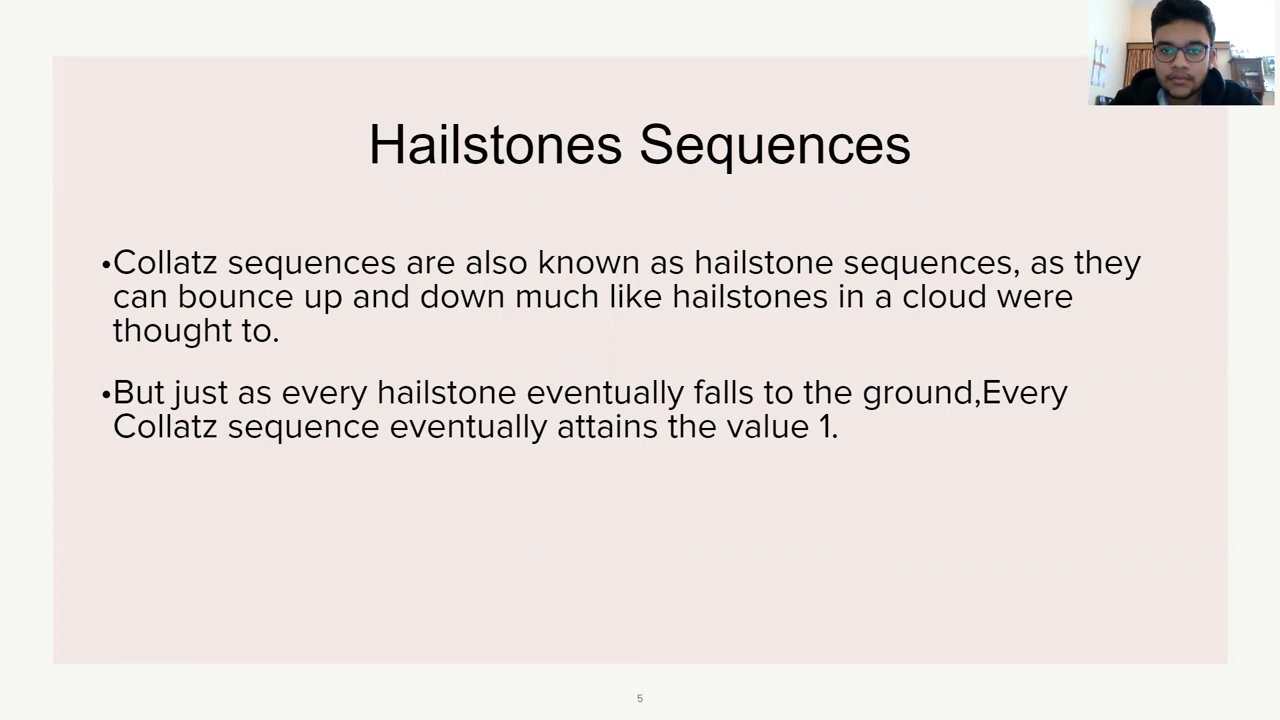 Hailstones Sequences
•Collatz sequences are also known as hailstone sequences, as they
can bounce up and down much like hailstones in a cloud were
thought to.
•But just as every hailstone eventually falls to the ground,Every
Collatz sequence eventually attains the value 1.
5